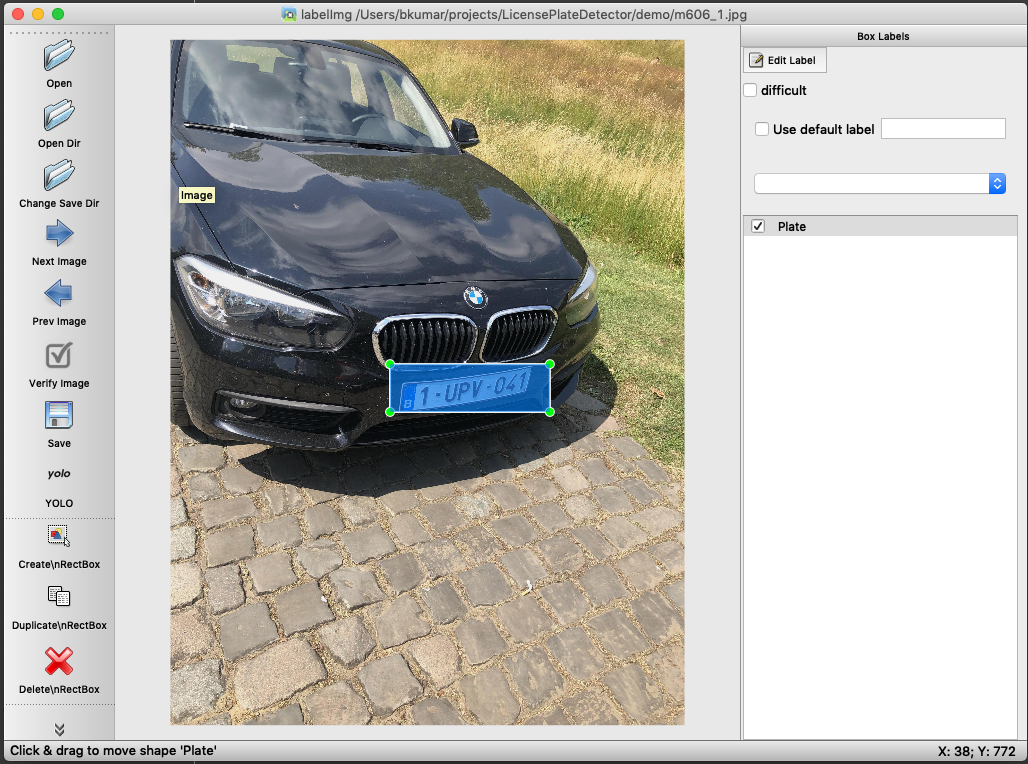 labelImg /Users/bkumar/projects/LicensePlateDetector/demo/m606_1.jpg
Open
Open Dir
Change Save Dir
Next Image
Prev Image
Verify Image
Save
yolo
YOLO
Create\nRectBox
Duplicate\nRectBox
Delete\nRectBox
Image
B 1-UPV-041
Box Labels
Edit Label
difficult
Use default label
Plate
Click & drag to move shape 'Plate'
X: 38; Y: 772